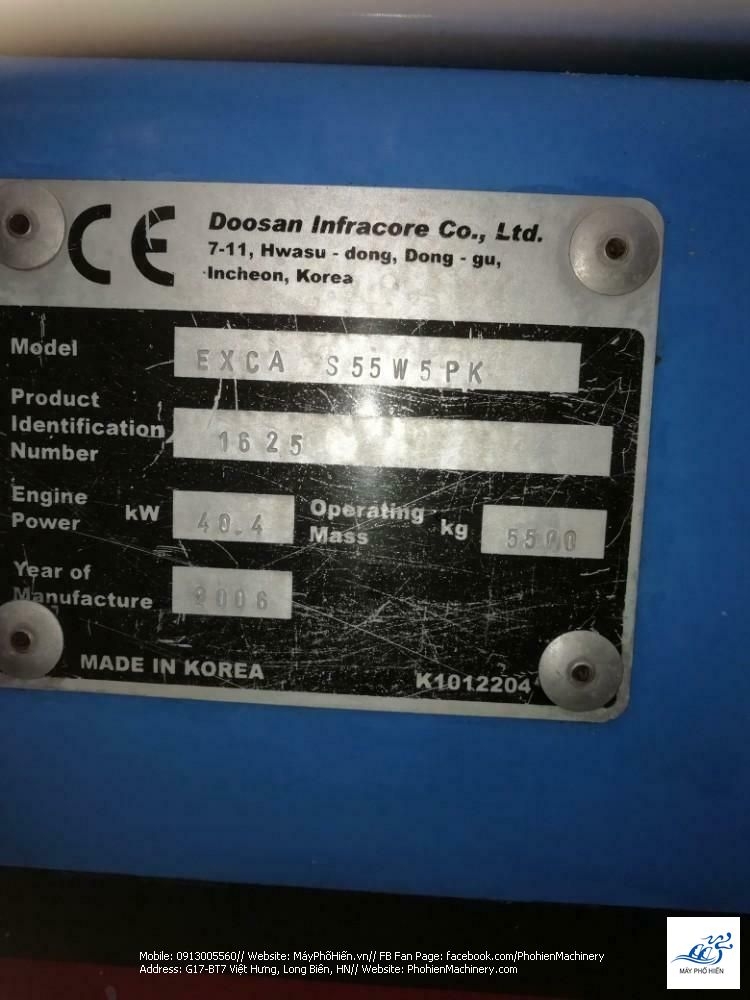 CE
Doosan Infracore Co., Ltd.
7-11, Hwasu - dong, Dong - gu,
Incheon, Korea
Model EXCA S55W5PK
Product
Identification
Number 1625
Engine
Power kW 40.4 Operating
Mass kg 5500
Year of
Manufacture 2006
MADE IN KOREA K1012204
Mobile: 0913005560// Website: MáyPhốHiến.vn// FB Fan Page: facebook.com/PhohienMachinery
Address: G17-BT7 Việt Hưng, Long Biên, HN// Website: PhohienMachinery.com
MÁY PHỐ HIẾN